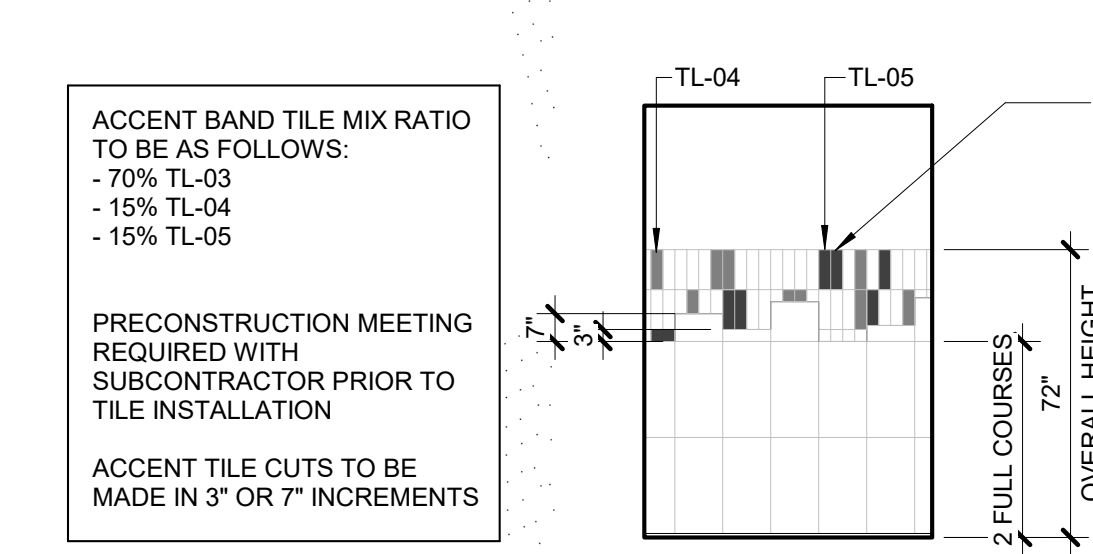 TL-04
TL-05
ACCENT BAND TILE MIX RATIO
TO BE AS FOLLOWS:
- 70% TL-03
- 15% TL-04
- 15% TL-05
PRECONSTRUCTION MEETING
REQUIRED WITH
SUBCONTRACTOR PRIOR TO
TILE INSTALLATION
ACCENT TILE CUTS TO BE
MADE IN 3" OR 7" INCREMENTS
7"
3"
2 FULL COURSES
72"
OVERALL HEIGHT